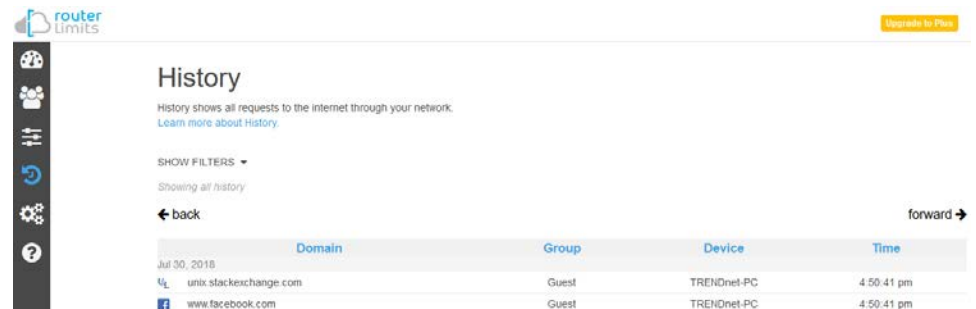 router
Limits
Upgrade to Plus
History
History shows all requests to the internet through your network.
Learn more about History.
SHOW FILTERS
Showing all history
back forward
Domain Group Device Time
Jul 30, 2018
unix.stackexchange.com Guest TRENDnet-PC 4:50:41 pm
www.facebook.com Guest TRENDnet-PC 4:50:41 pm